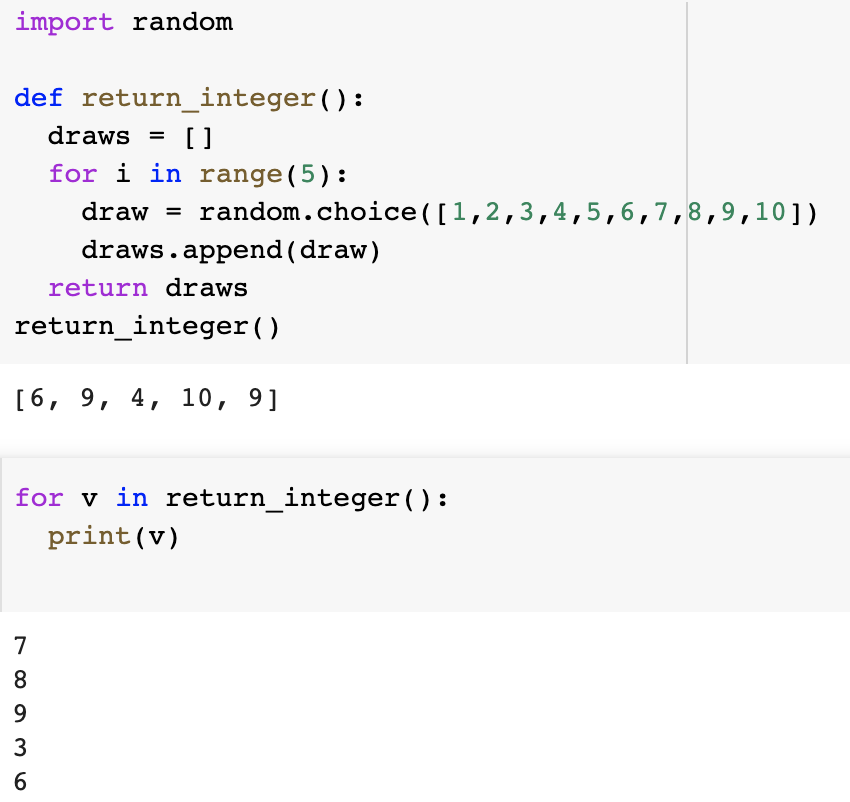 import random
def return_integer():
  draws = []
  for i in range(5):
    draw = random.choice([1,2,3,4,5,6,7,8,9,10])
    draws.append(draw)
  return draws
return_integer()
[6, 9, 4, 10, 9]
for v in return_integer():
  print(v)
7
8
9
3
6